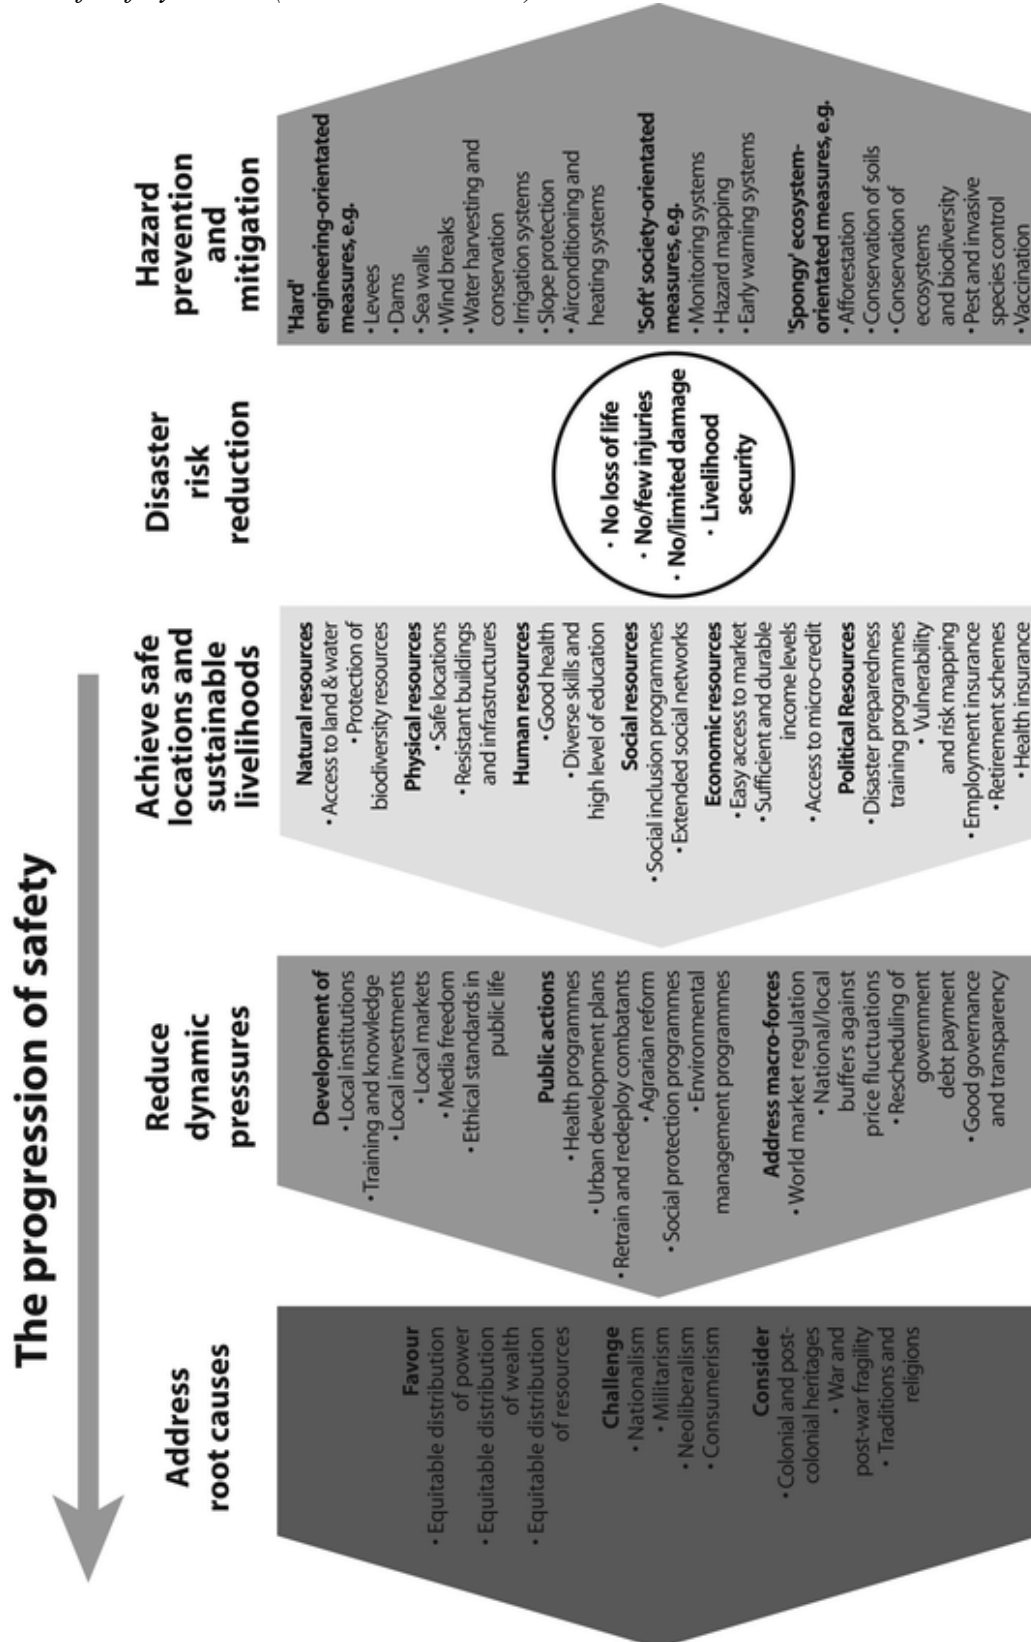 The progression of safety
Address
root causes
Favour
• Equitable distribution
of power
• Equitable distribution
of wealth
• Equitable distribution
of resources
Challenge
• Nationalism
• Militarism
• Neoliberalism
• Consumerism
Consider
• Colonial and post-
colonial heritages
• War and
post-war fragility
• Traditions and
religions
Reduce
dynamic
pressures
Development of
• Local institutions
• Training and knowledge
• Local investments
• Local markets
• Media freedom
• Ethical standards in
public life
Public actions
• Health programmes
• Urban development plans
• Retrain and redeploy combatants
• Agrarian reform
• Social protection programmes
• Environmental
management programmes
Address macro-forces
• World market regulation
• National/local
buffers against
price fluctuations
• Rescheduling of
government
debt payment
• Good governance
and transparency
Achieve safe
locations and
sustainable
livelihoods
Natural resources
• Access to land & water
• Protection of
biodiversity resources
Physical resources
• Safe locations
• Resistant buildings
and infrastructures
Human resources
• Good health
• Diverse skills and
high level of education
Social resources
• Social inclusion programmes
• Extended social networks
Economic resources
• Easy access to market
• Sufficient and durable
income levels
• Access to micro-credit
Political Resources
• Disaster preparedness
training programmes
• Vulnerability
and risk mapping
• Employment insurance
• Retirement schemes
• Health insurance
Disaster
risk
reduction
• No loss of life
• No/few injuries
• No/limited damage
• Livelihood
security
Hazard
prevention
and
mitigation
'Hard'
engineering-orientated
measures, e.g.
• Levees
• Dams
• Sea walls
• Wind breaks
• Water harvesting and
conservation
• Irrigation systems
• Slope protection
• Airconditioning and
heating systems
'Soft' society-orientated
measures, e.g.
• Monitoring systems
• Hazard mapping
• Early warning systems
'Spongy' ecosystem-
orientated measures, e.g.
• Afforestation
• Conservation of soils
• Conservation of
ecosystems
and biodiversity
• Pest and invasive
species control
• Vaccination